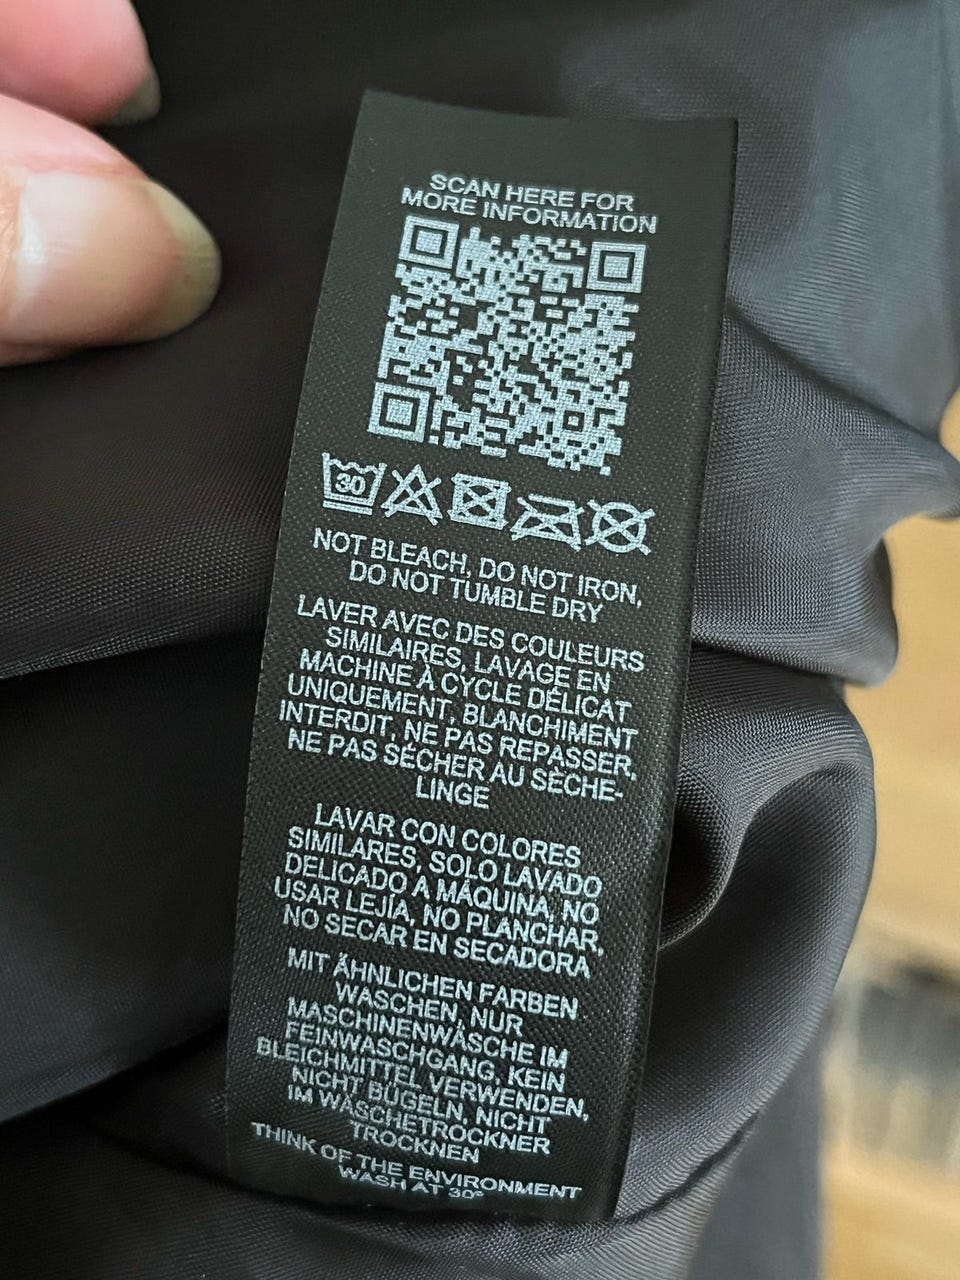 SCAN HERE FOR
MORE INFORMATION
30
NOT BLEACH, DO NOT IRON,
DO NOT TUMBLE DRY
LAVER AVEC DES COULEURS
SIMILAIRES, LAVAGE EN
MACHINE À CYCLE DÉLICAT
UNIQUEMENT, BLANCHIMENT
INTERDIT, NE PAS REPASSER,
NE PAS SÉCHER AU SÈCHE-
LINGE
LAVAR CON COLORES
SIMILARES, SOLO LAVADO
DELICADO A MÁQUINA, NO
USAR LEJÍA, NO PLANCHAR,
NO SECAR EN SECADORA
MIT ÄHNLICHEN FARBEN
WASCHEN, NUR
MASCHINENWÄSCHE IM
FEINWASCHGANG, KEIN
BLEICHMITTEL VERWENDEN,
NICHT BÜGELN, NICHT
IM WÄSCHETROCKNER
TROCKNEN
THINK OF THE ENVIRONMENT
WASH AT 30°